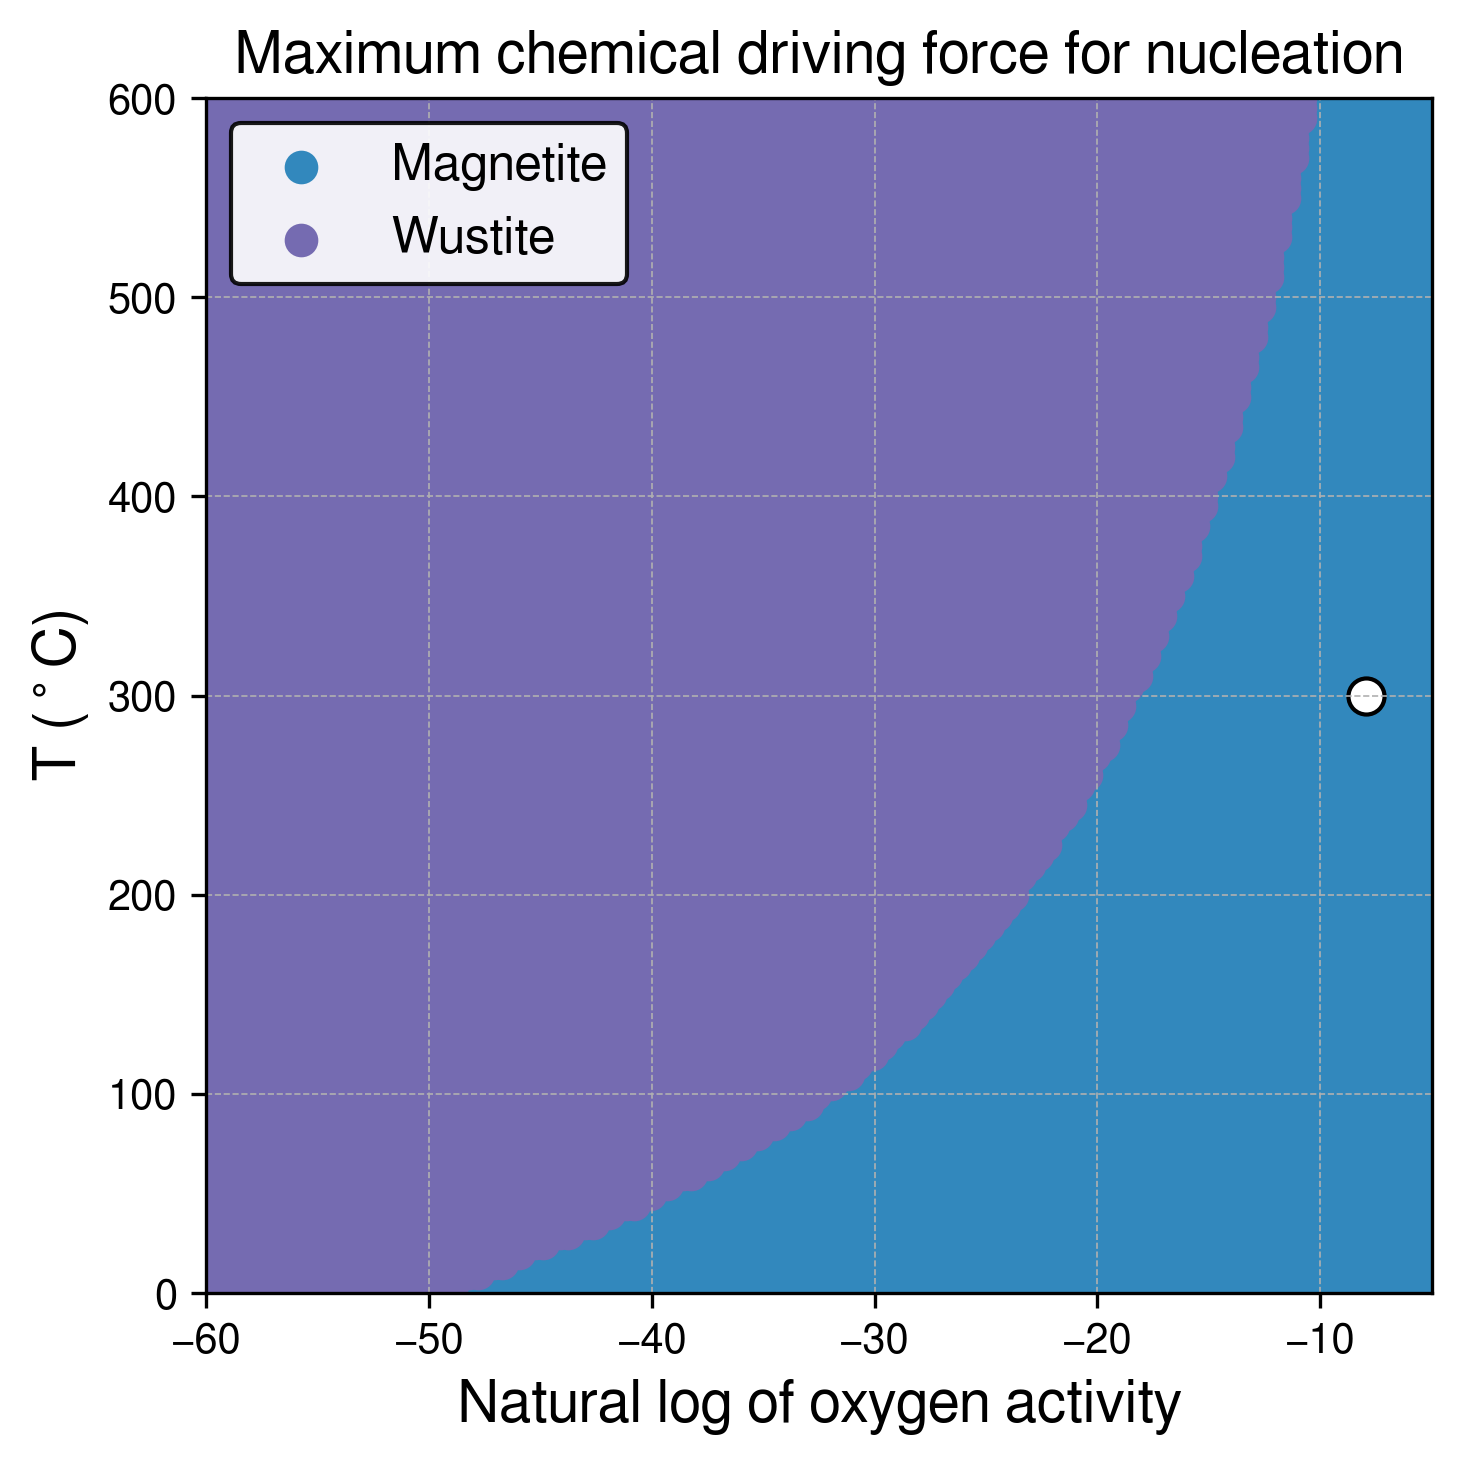 Maximum chemical driving force for nucleation
Magnetite
Wustite
600
500
400
300
200
100
0
T (°C)
−60 −50 −40 −30 −20 −10
Natural log of oxygen activity